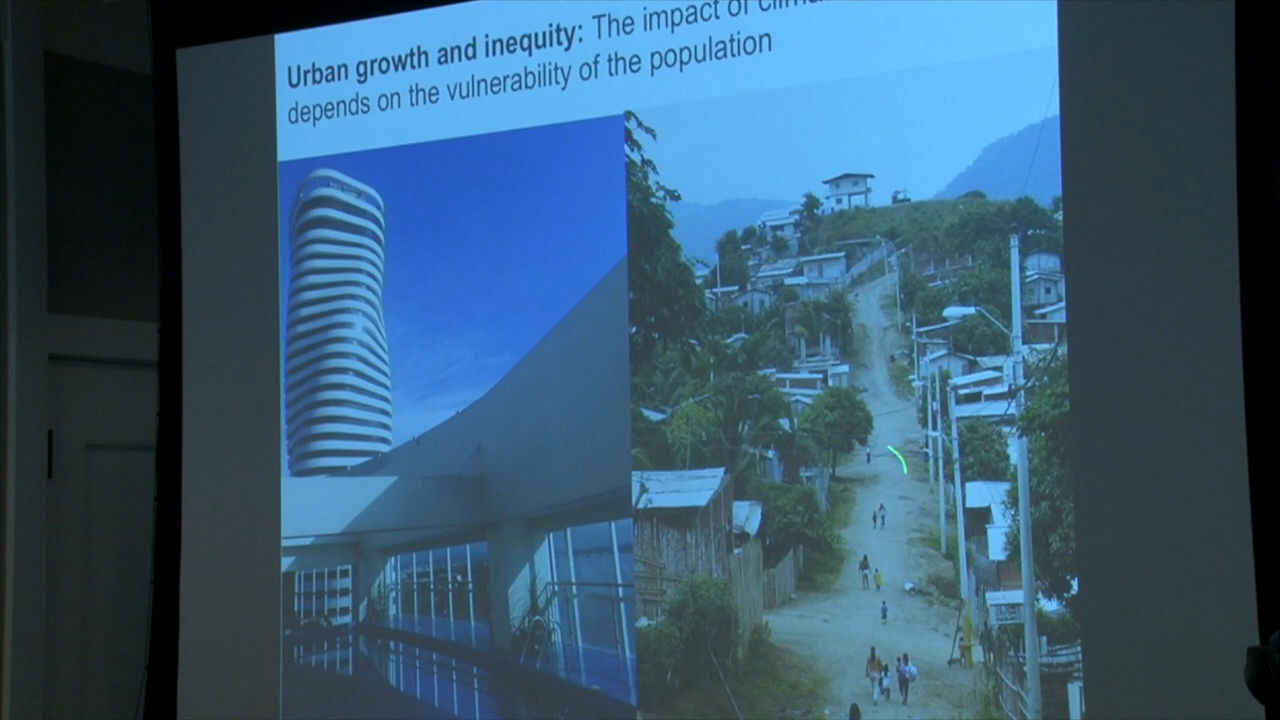 Urban growth and inequity: The impact of
depends on the vulnerability of the population